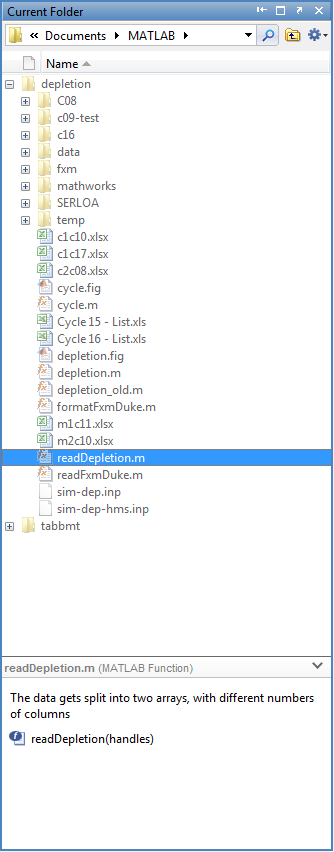 Current Folder
« Documents ▸ MATLAB ▸
Name
depletion
C08
c09-test
c16
data
fxm
mathworks
SERLOA
temp
c1c10.xlsx
c1c17.xlsx
c2c08.xlsx
cycle.fig
cycle.m
Cycle 15 - List.xls
Cycle 16 - List.xls
depletion.fig
depletion.m
depletion_old.m
formatFxmDuke.m
m1c11.xlsx
m2c10.xlsx
readDepletion.m
readFxmDuke.m
sim-dep.inp
sim-dep-hms.inp
tabbmt
readDepletion.m (MATLAB Function)
The data gets split into two arrays, with different numbers
of columns
readDepletion(handles)